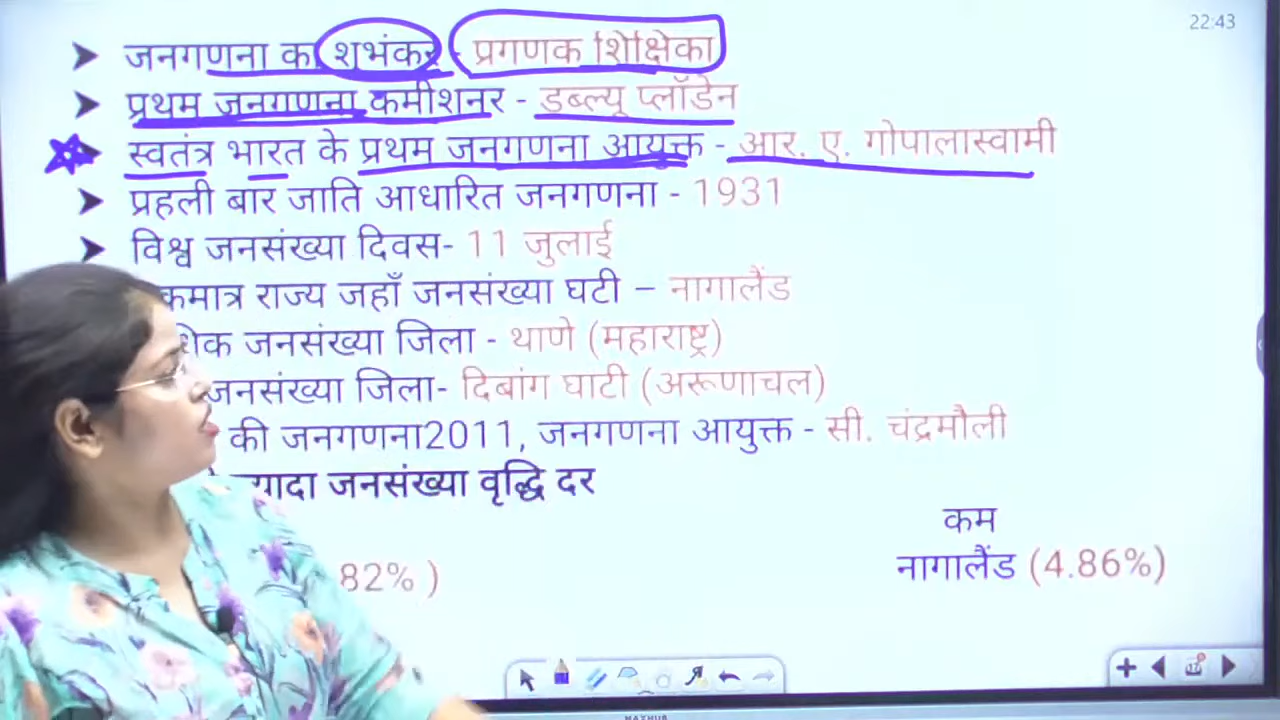 22:43
जनगणना का शुभंकर - प्रगणक शिक्षिका
प्रथम जनगणना कमीशनर - डब्ल्यू प्लॉडेन
स्वतंत्र भारत के प्रथम जनगणना आयुक्त - आर. ए. गोपालास्वामी
प्रहली बार जाति आधारित जनगणना - 1931
विश्व जनसंख्या दिवस- 11 जुलाई
कमात्र राज्य जहाँ जनसंख्या घटी – नागालैंड
जनसंख्या जिला - थाणे (महाराष्ट्र)
जनसंख्या जिला- दिबांग घाटी (अरूणाचल)
की जनगणना2011, जनगणना आयुक्त - सी. चंद्रमौली
यादा जनसंख्या वृद्धि दर
कम
82% )
नागालैंड (4.86%)
MAXHUB